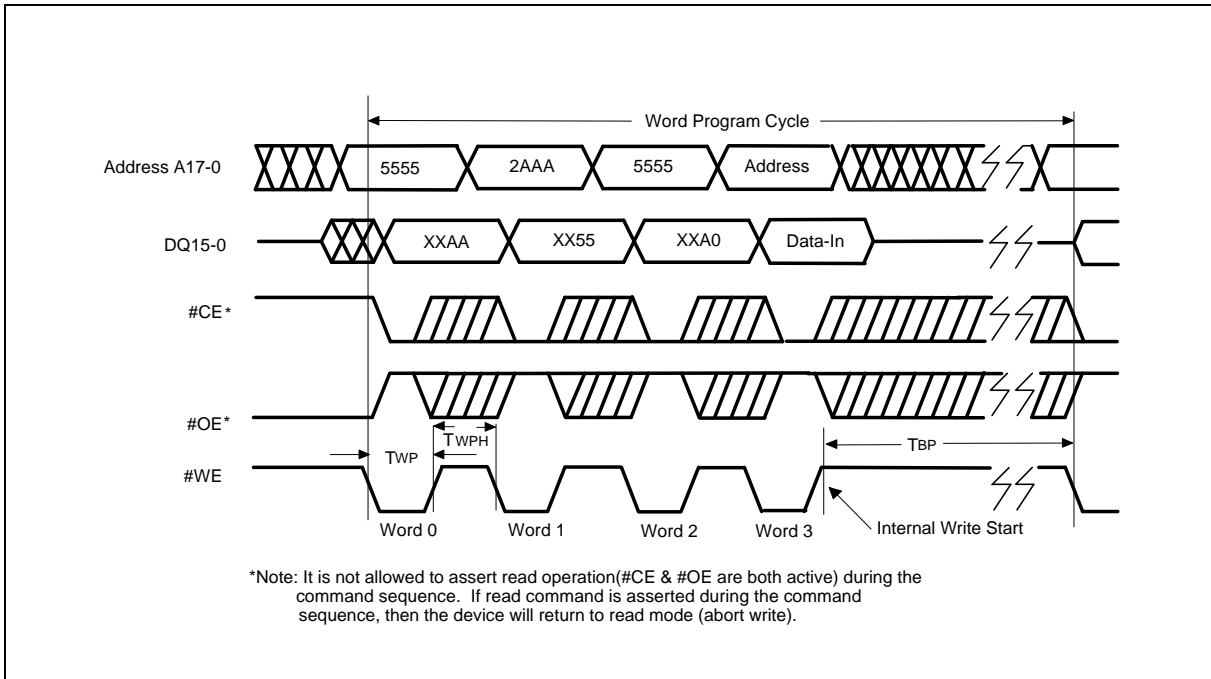 Word Program Cycle
Address A17-0
5555
2AAA
5555
Address
DQ15-0
XXAA
XX55
XXA0
Data-In
#CE*
#OE*
TWPH
TWP
TBP
#WE
Word 0
Word 1
Word 2
Word 3
Internal Write Start
*Note: It is not allowed to assert read operation(#CE & #OE are both active) during the
command sequence. If read command is asserted during the command
sequence, then the device will return to read mode (abort write).